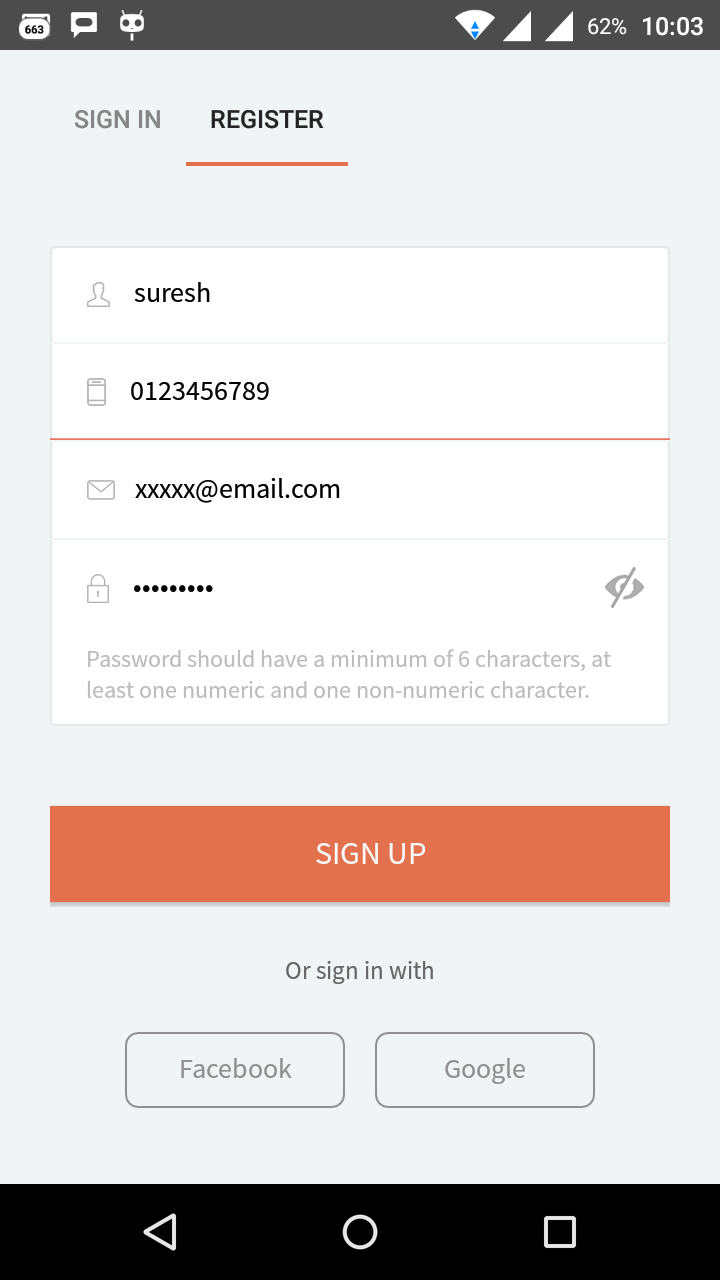 663
62% 10:03
SIGN IN REGISTER
suresh
0123456789
xxxxx@email.com
•••••••••
Password should have a minimum of 6 characters, at
least one numeric and one non-numeric character.
SIGN UP
Or sign in with
Facebook Google